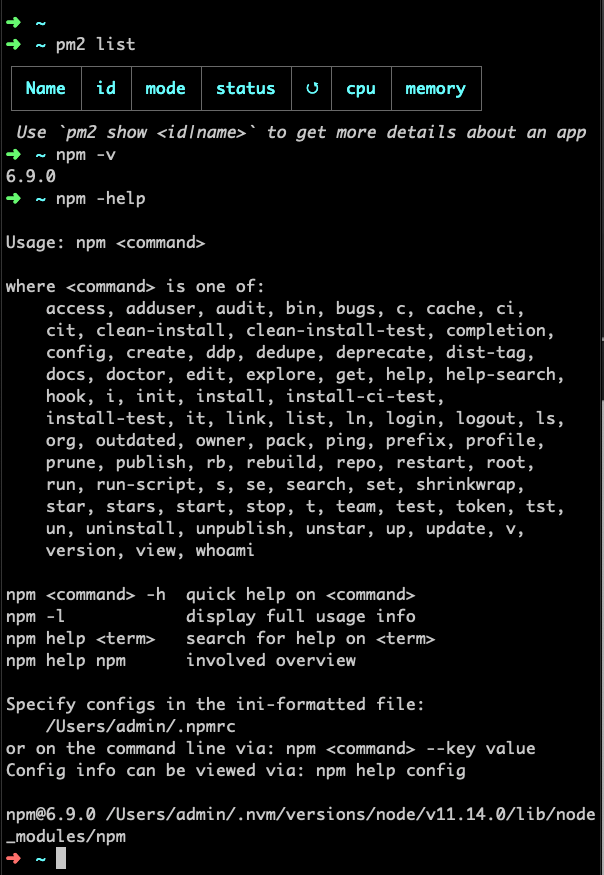 ➜ ~
➜ ~ pm2 list
Name id mode status ↺ cpu memory
Use `pm2 show <id|name>` to get more details about an app
➜ ~ npm -v
6.9.0
➜ ~ npm -help
Usage: npm <command>
where <command> is one of:
access, adduser, audit, bin, bugs, c, cache, ci,
cit, clean-install, clean-install-test, completion,
config, create, ddp, dedupe, deprecate, dist-tag,
docs, doctor, edit, explore, get, help, help-search,
hook, i, init, install, install-ci-test,
install-test, it, link, list, ln, login, logout, ls,
org, outdated, owner, pack, ping, prefix, profile,
prune, publish, rb, rebuild, repo, restart, root,
run, run-script, s, se, search, set, shrinkwrap,
star, stars, start, stop, t, team, test, token, tst,
un, uninstall, unpublish, unstar, up, update, v,
version, view, whoami
npm <command> -h quick help on <command>
npm -l display full usage info
npm help <term> search for help on <term>
npm help npm involved overview
Specify configs in the ini-formatted file:
/Users/admin/.npmrc
or on the command line via: npm <command> --key value
Config info can be viewed via: npm help config
npm@6.9.0 /Users/admin/.nvm/versions/node/v11.14.0/lib/node
_modules/npm
➜ ~